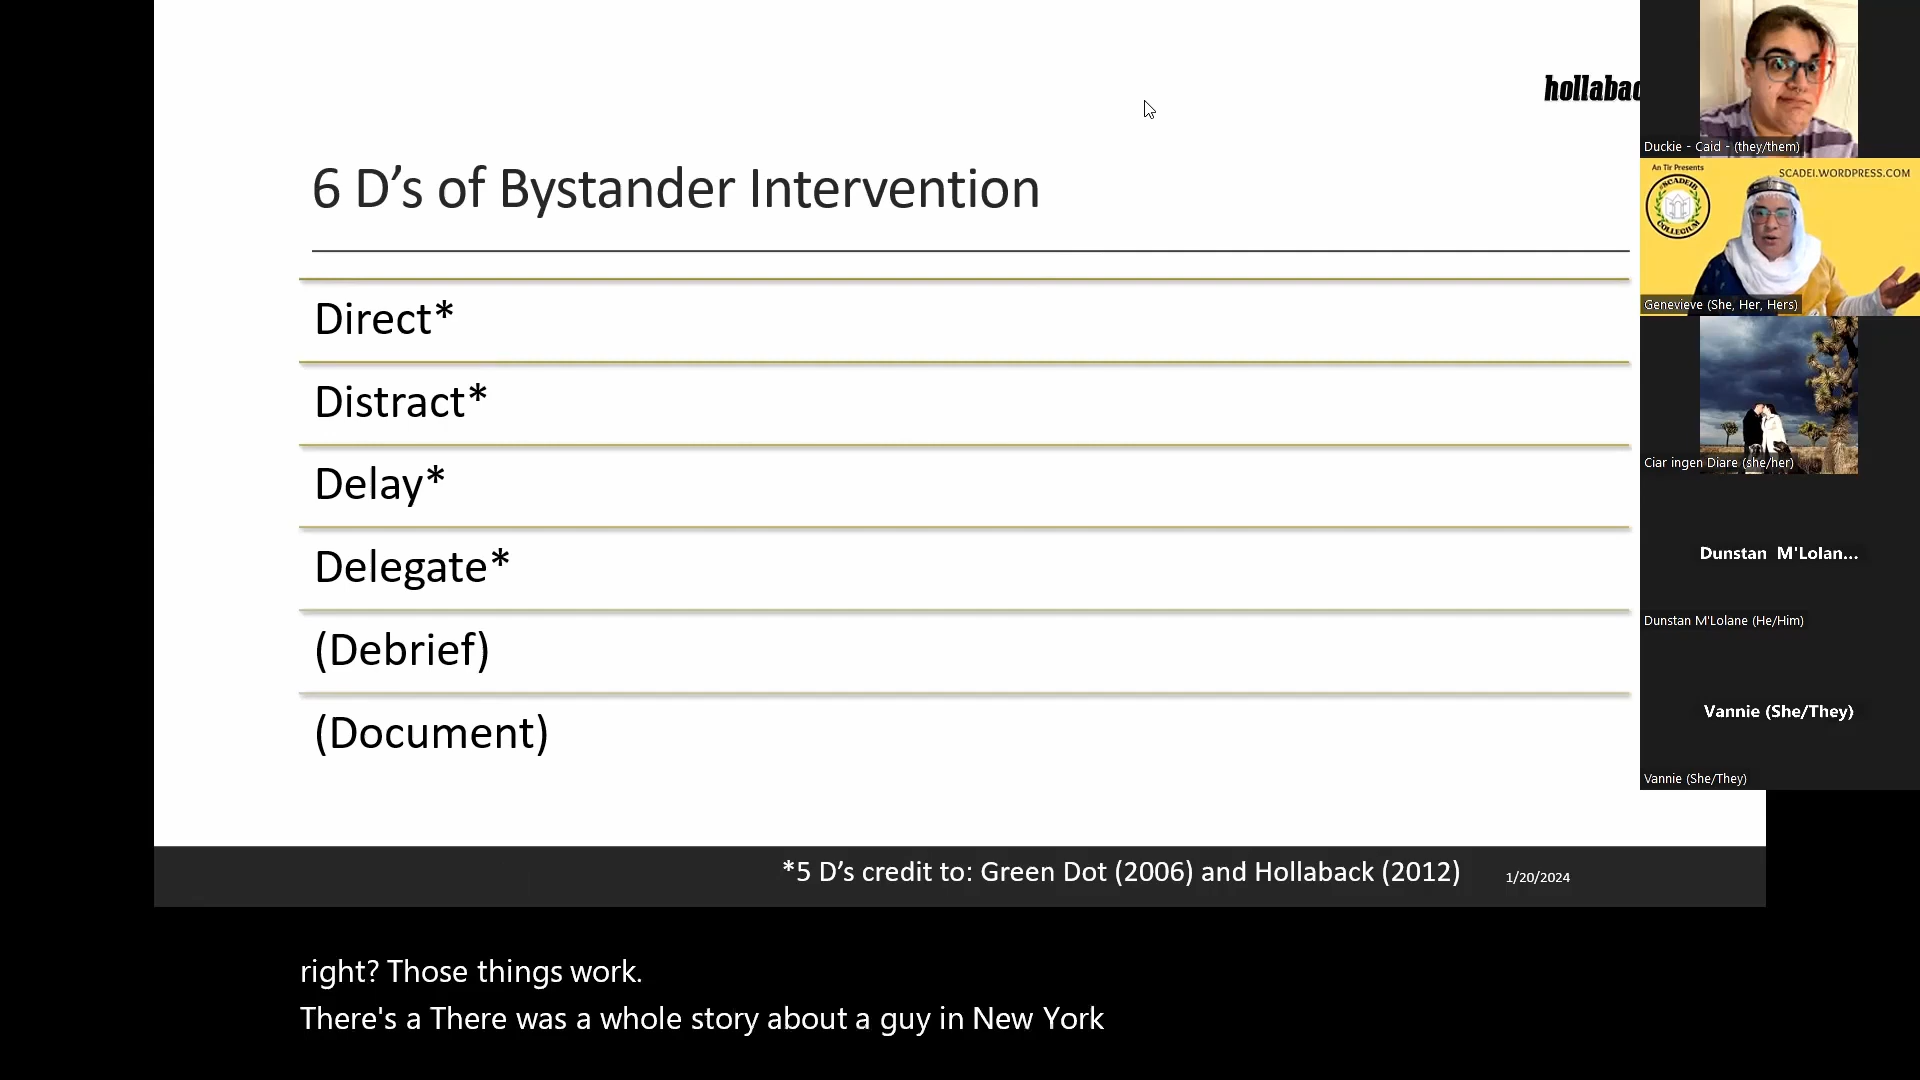 hollabac
6 D’s of Bystander Intervention
Direct*
Distract*
Delay*
Delegate*
(Debrief)
(Document)
*5 D’s credit to: Green Dot (2006) and Hollaback (2012)
1/20/2024
right? Those things work.
There's a There was a whole story about a guy in New York
Duckie - Caid - (they/them)
An Tir Presents
SCADEI.WORDPRESS.COM
COLLEGIUM
Genevieve (She, Her, Hers)
Ciar ingen Diare (she/her)
Dunstan M'Lolan...
Dunstan M'Lolane (He/Him)
Vannie (She/They)
Vannie (She/They)